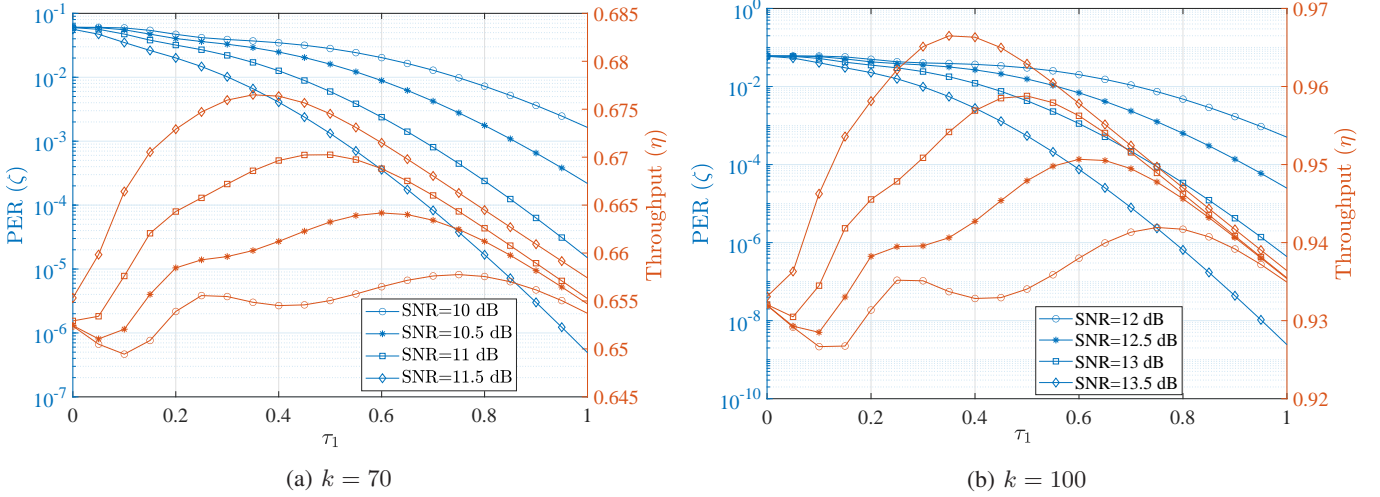 10^-1
10^-2
10^-3
10^-4
10^-5
10^-6
10^-7
PER (ζ)
0.685
0.68
0.675
0.67
0.665
0.66
0.655
0.65
0.645
Throughput (η)
SNR=10 dB
SNR=10.5 dB
SNR=11 dB
SNR=11.5 dB
0 0.2 0.4 0.6 0.8 1
τ₁
(a) k = 70
10^0
10^-2
10^-4
10^-6
10^-8
10^-10
PER (ζ)
0.97
0.96
0.95
0.94
0.93
0.92
Throughput (η)
SNR=12 dB
SNR=12.5 dB
SNR=13 dB
SNR=13.5 dB
0 0.2 0.4 0.6 0.8 1
τ₁
(b) k = 100